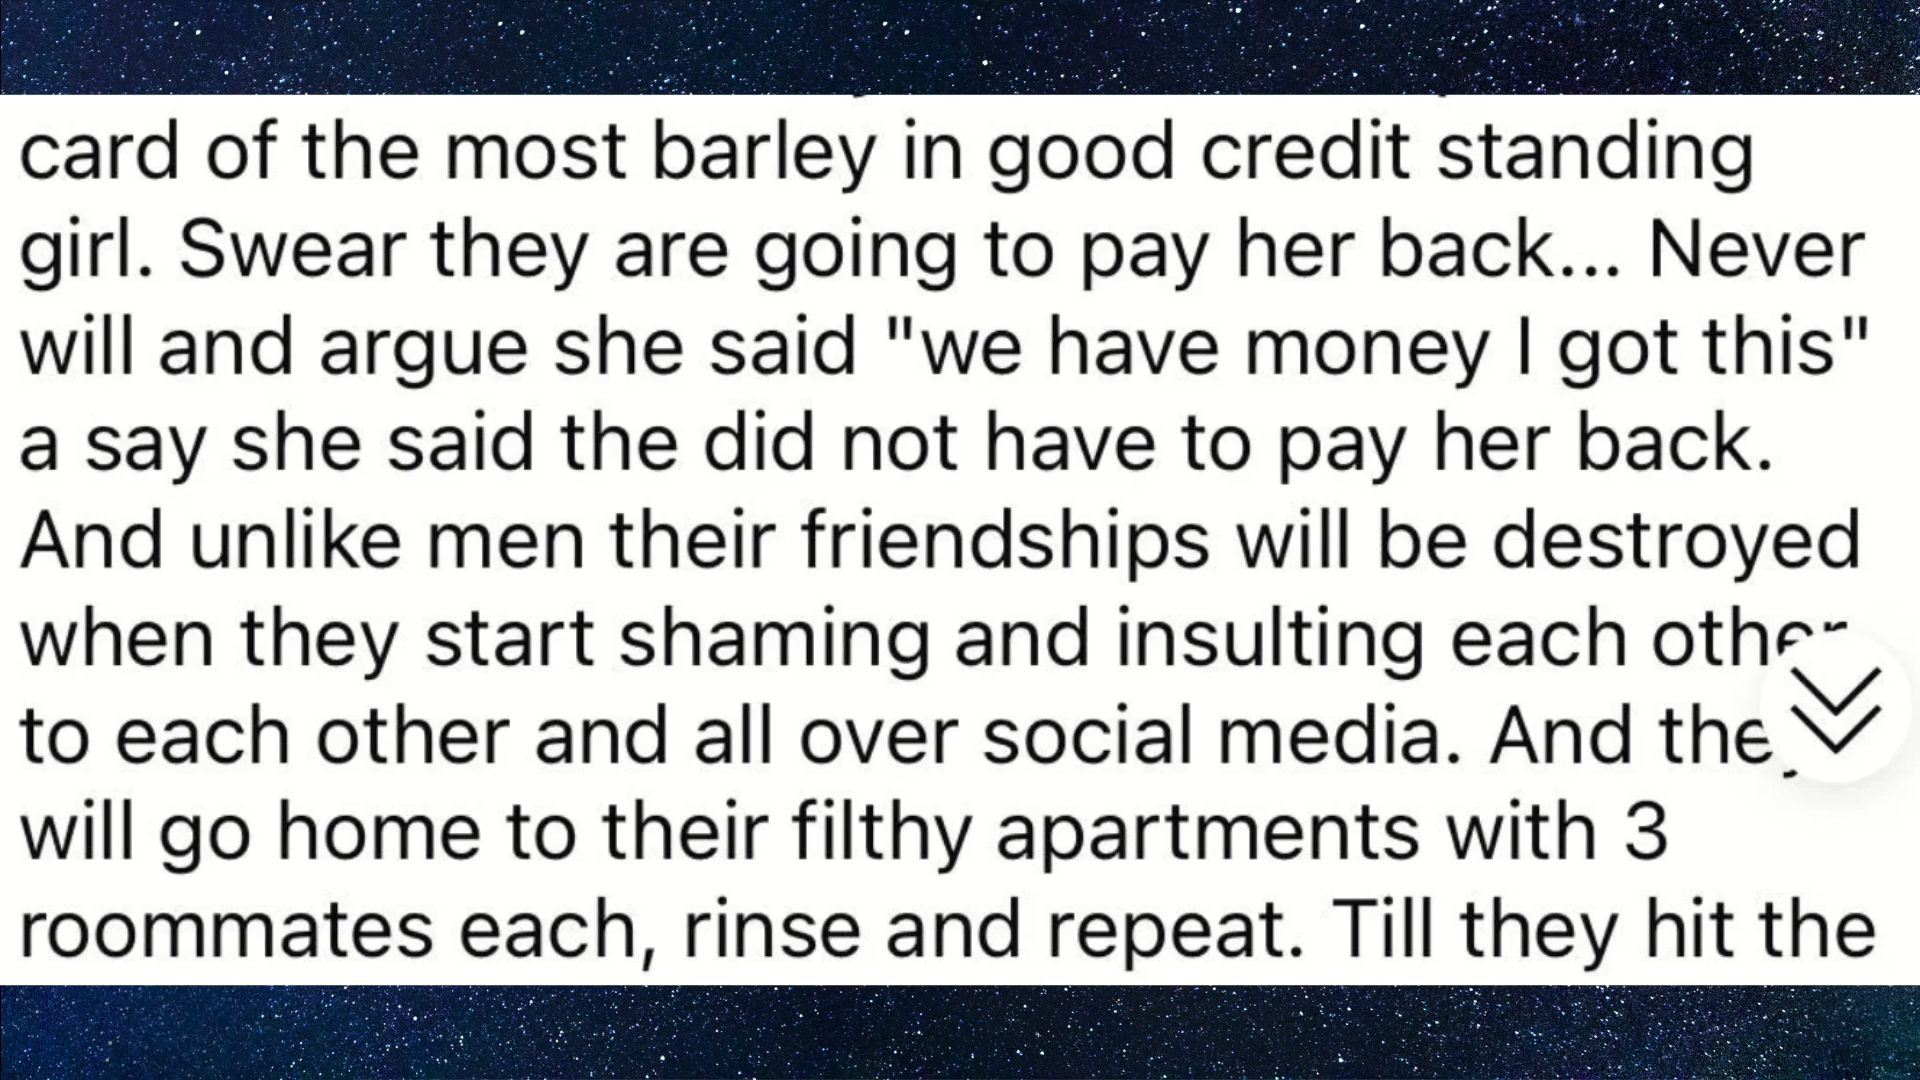 card of the most barley in good credit standing
girl. Swear they are going to pay her back... Never
will and argue she said "we have money I got this"
a say she said the did not have to pay her back.
And unlike men their friendships will be destroyed
when they start shaming and insulting each other
to each other and all over social media. And they
will go home to their filthy apartments with 3
roommates each, rinse and repeat. Till they hit the